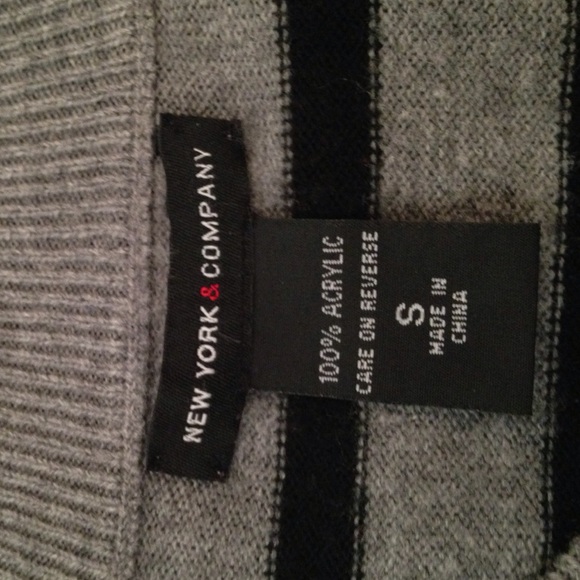 NEW YORK & COMPANY
100% ACRYLIC
CARE ON REVERSE
S
MADE IN
CHINA